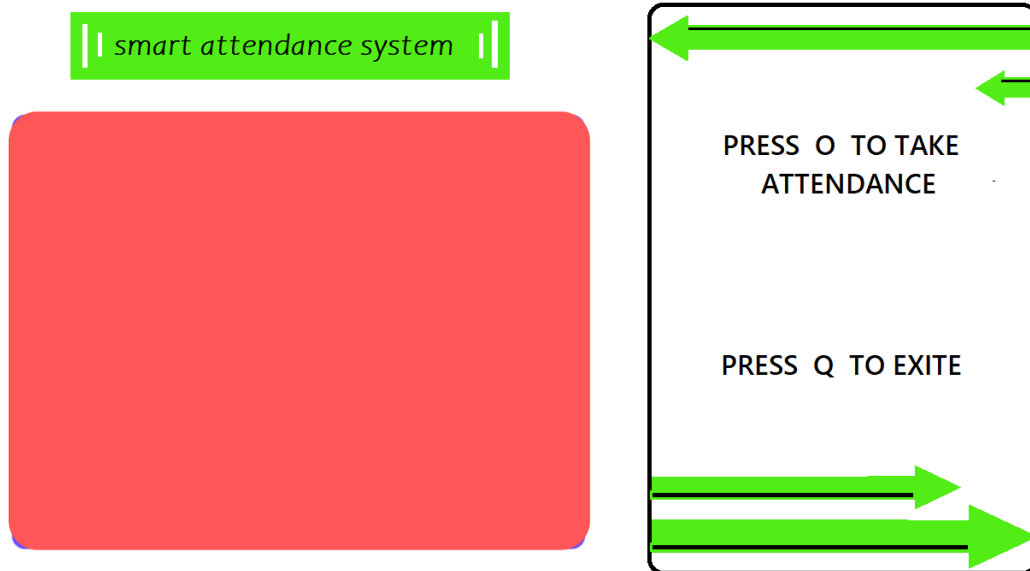 smart attendance system
PRESS O TO TAKE
ATTENDANCE
PRESS Q TO EXITE